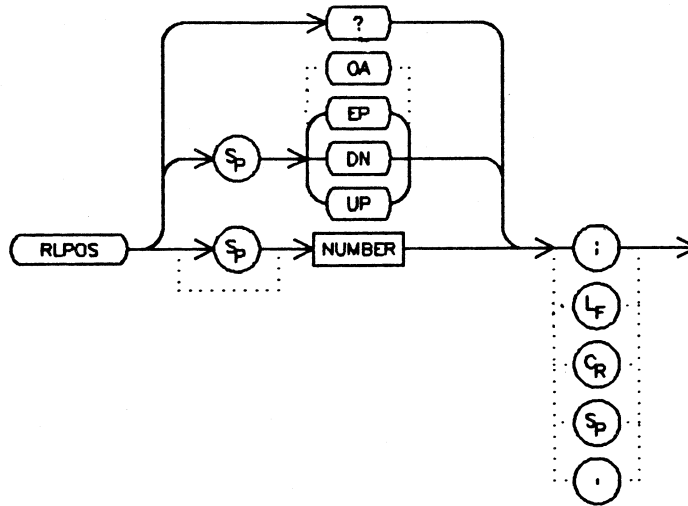 ?
OA
EP
SP
DN
UP
RLPOS
SP
NUMBER
;
LF
CR
SP
,